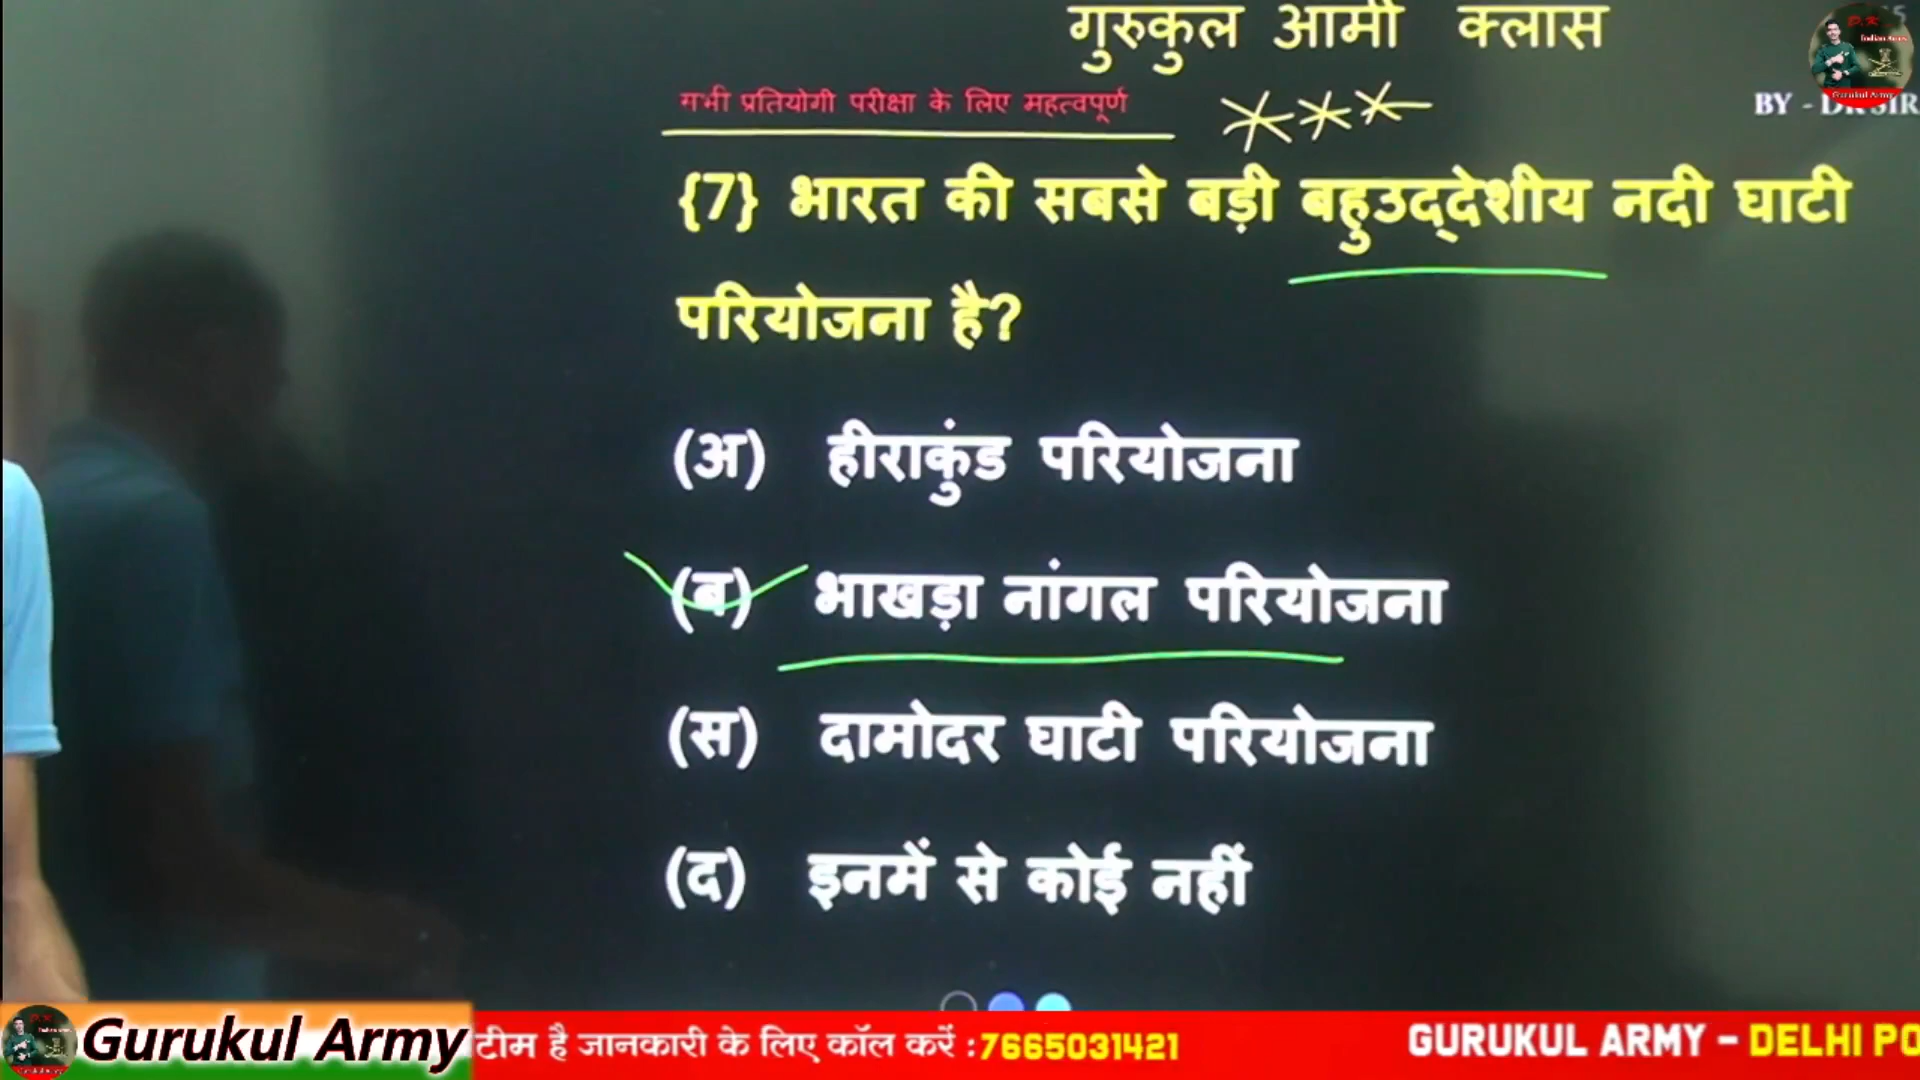 गुरुकुल आर्मी क्लास
सभी प्रतियोगी परीक्षा के लिए महत्वपूर्ण
BY - DK SIR
{7} भारत की सबसे बड़ी बहुउद्देशीय नदी घाटी
परियोजना है?
(अ) हीराकुंड परियोजना
(ब) भाखड़ा नांगल परियोजना
(स) दामोदर घाटी परियोजना
(द) इनमें से कोई नहीं
Gurukul Army
टीम है जानकारी के लिए कॉल करें :7665031421
GURUKUL ARMY - DELHI PO